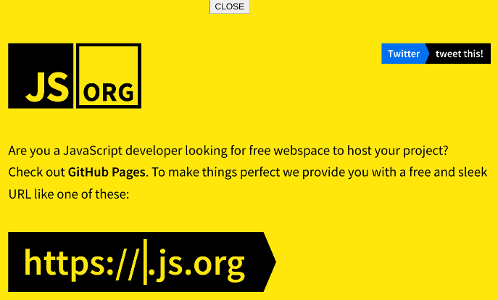 CLOSE
JS ORG
Twitter tweet this!
Are you a JavaScript developer looking for free webspace to host your project?
Check out GitHub Pages. To make things perfect we provide you with a free and sleek
URL like one of these:
https://.js.org